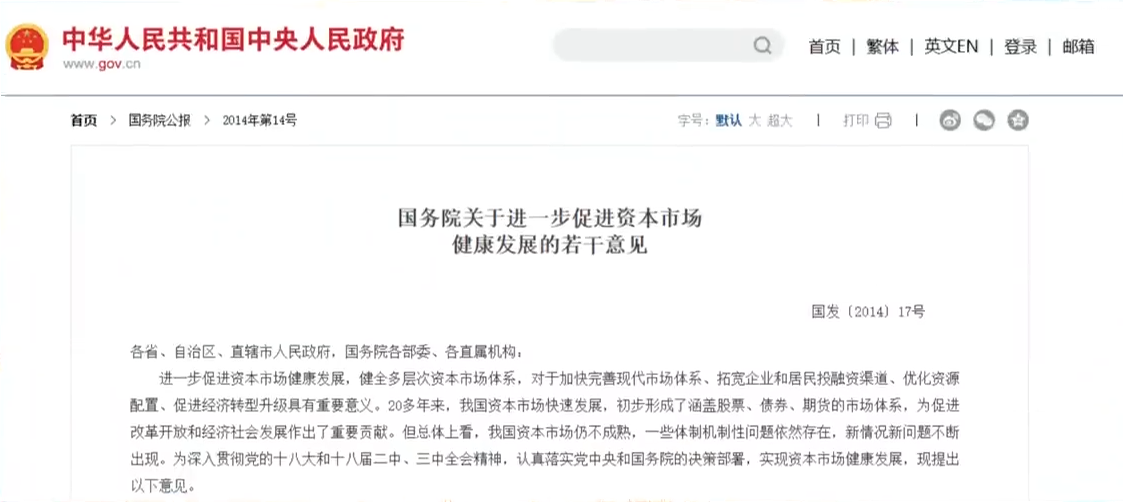 中华人民共和国中央人民政府
www.gov.cn
首页 | 繁体 | 英文EN | 登录 | 邮箱
首页 > 国务院公报 > 2014年第14号
字号：默认 大 超大 | 打印 |
国务院关于进一步促进资本市场
健康发展的若干意见
国发〔2014〕17号
各省、自治区、直辖市人民政府，国务院各部委、各直属机构：
进一步促进资本市场健康发展，健全多层次资本市场体系，对于加快完善现代市场体系、拓宽企业和居民投融资渠道、优化资源
配置、促进经济转型升级具有重要意义。20多年来，我国资本市场快速发展，初步形成了涵盖股票、债券、期货的市场体系，为促进
改革开放和经济社会发展作出了重要贡献。但总体上看，我国资本市场仍不成熟，一些体制机制性问题依然存在，新情况新问题不断
出现。为深入贯彻党的十八大和十八届二中、三中全会精神，认真落实党中央和国务院的决策部署，实现资本市场健康发展，现提出
以下意见。